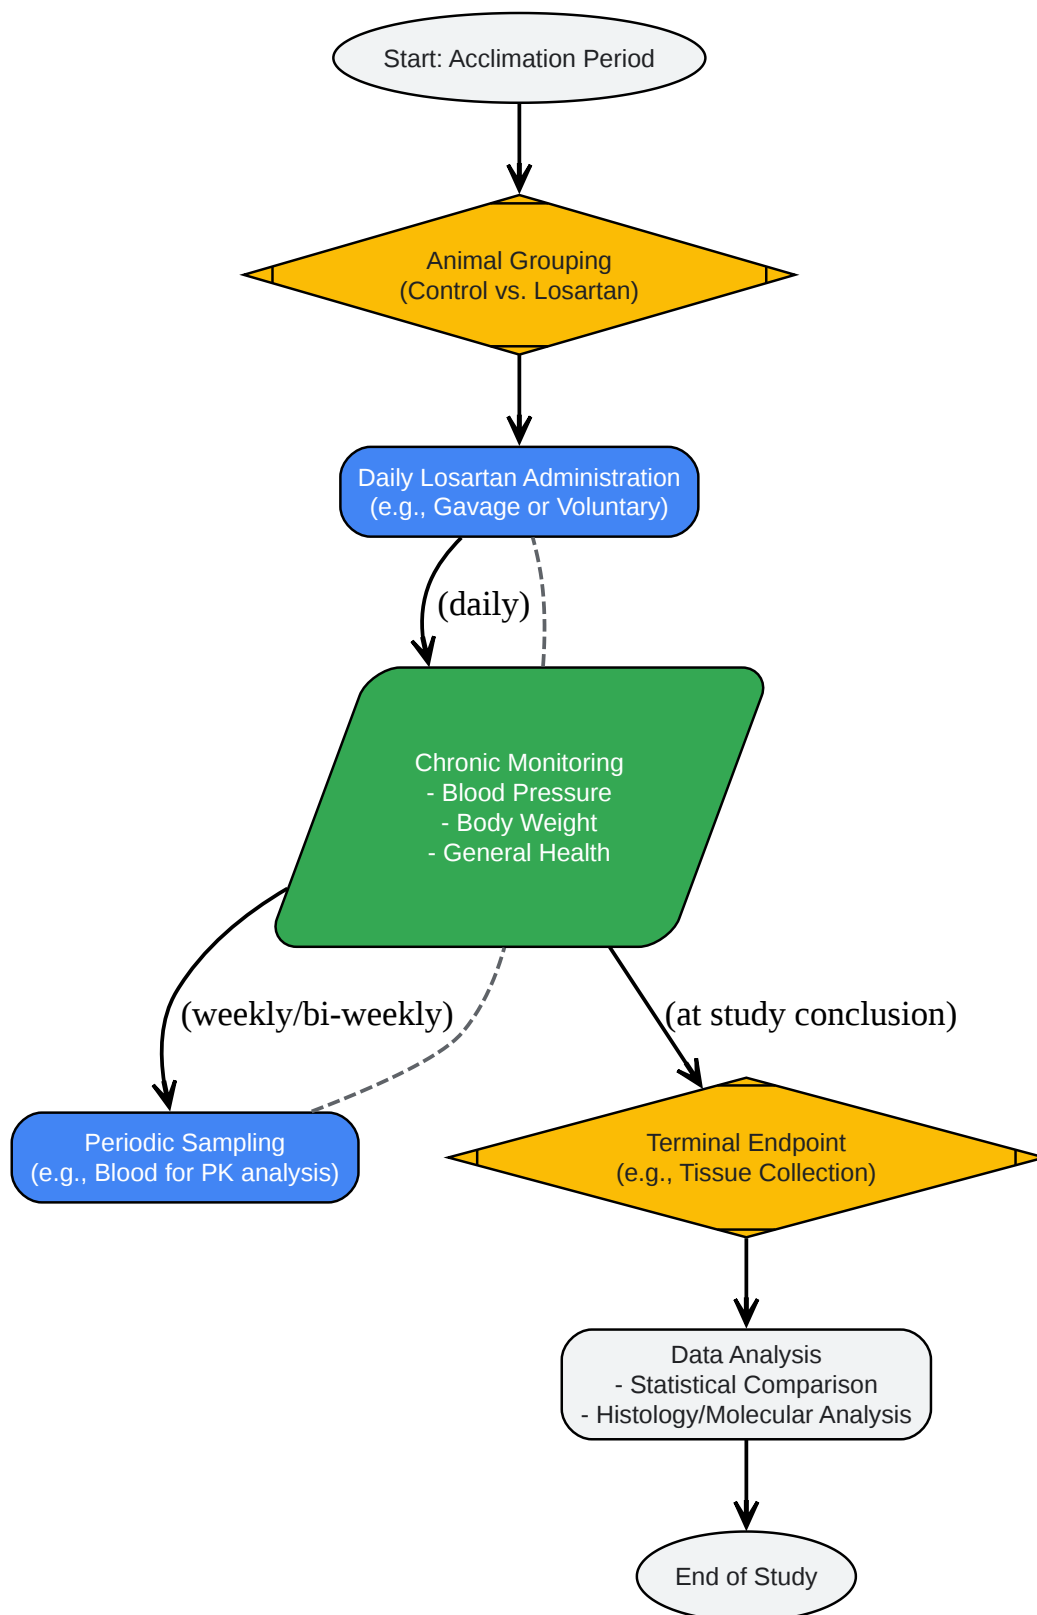 Start: Acclimation Period
Animal Grouping
(Control vs. Losartan)
Daily Losartan Administration
(e.g., Gavage or Voluntary)
(daily)
Chronic Monitoring
- Blood Pressure
- Body Weight
- General Health
(weekly/bi-weekly)
(at study conclusion)
Periodic Sampling
(e.g., Blood for PK analysis)
Terminal Endpoint
(e.g., Tissue Collection)
Data Analysis
- Statistical Comparison
- Histology/Molecular Analysis
End of Study